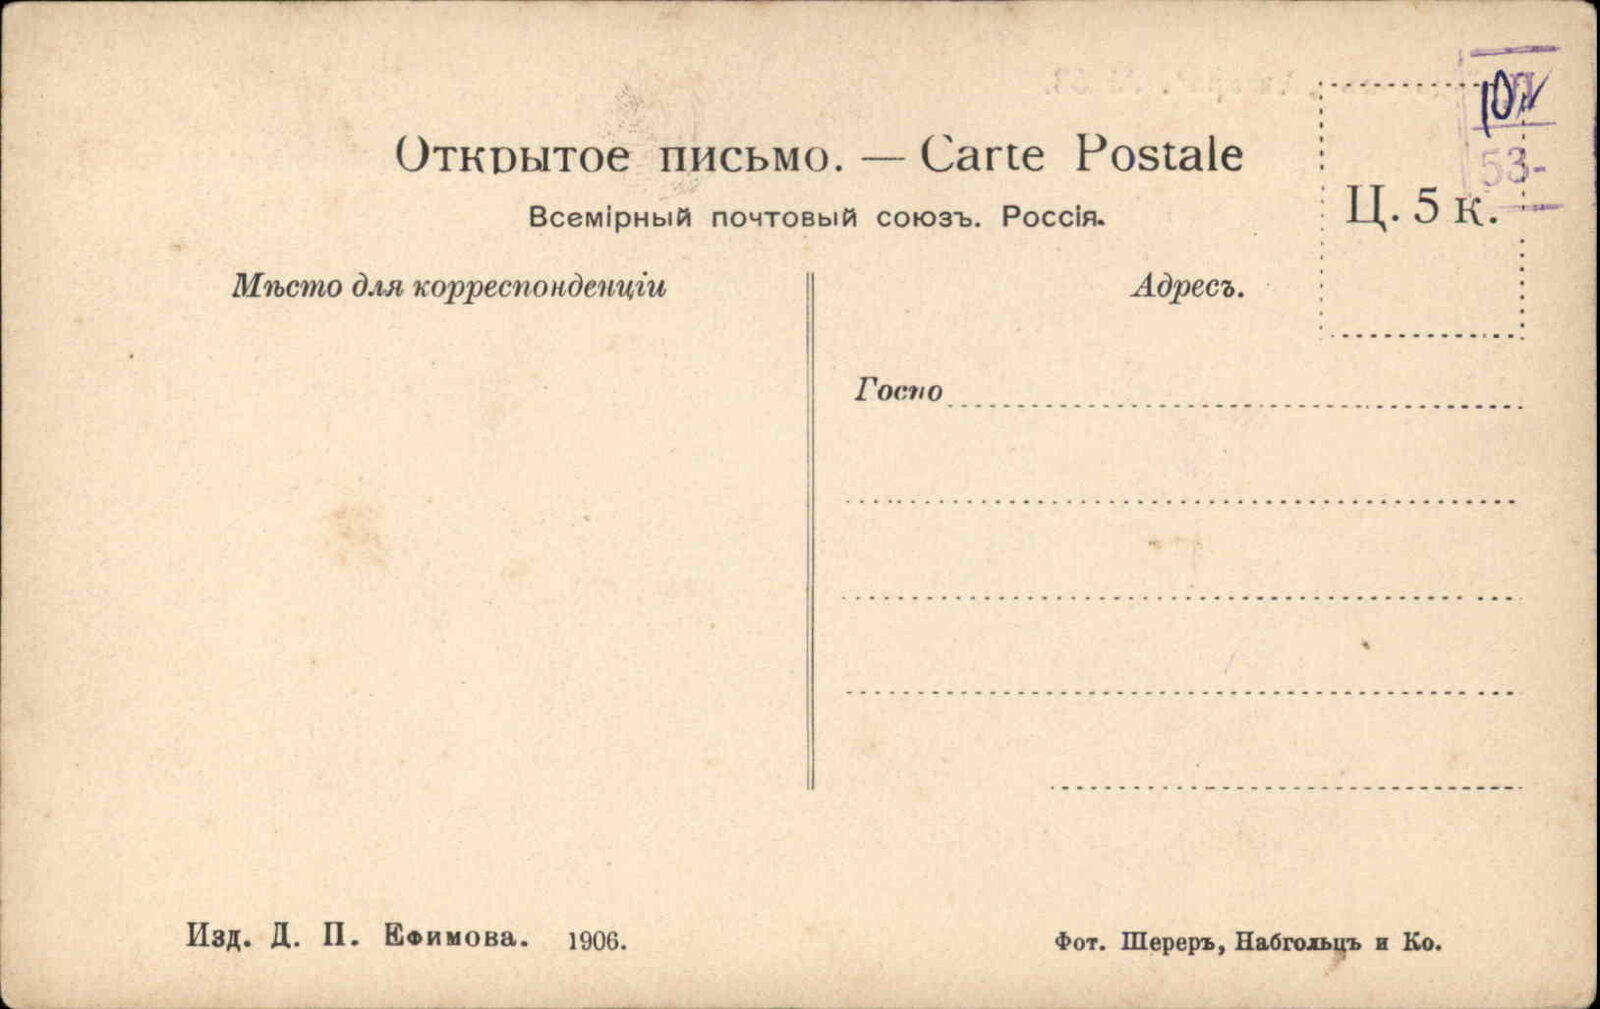 Открытое письмо. — Carte Postale
Всемірный почтовый союзъ. Россія.
Ц. 5 к.
53-
Мѣсто для корреспонденціи
Адресъ.
Госпо
Изд. Д. П. Ефимова. 1906.
Фот. Шереръ, Набгольцъ и Ко.